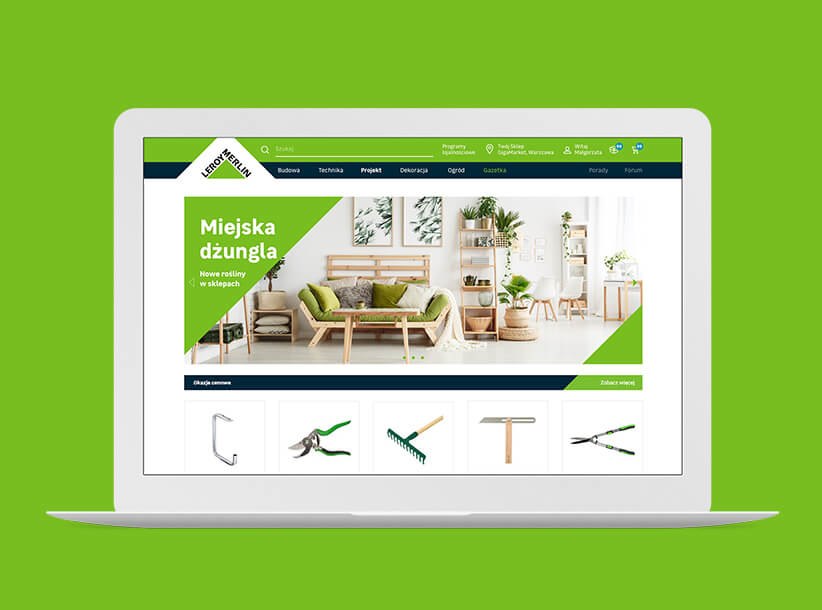 LEROY MERLIN
Szukaj
Programy
lojalnościowe
Twój Sklep
GigaMarket, Warszawa
Witaj
Małgorzata
Budowa
Technika
Projekt
Dekoracja
Ogród
Gazetka
Porady
Forum
Miejska
dżungla
Nowe rośliny
w sklepach
Okazje cenowe
Zobacz więcej